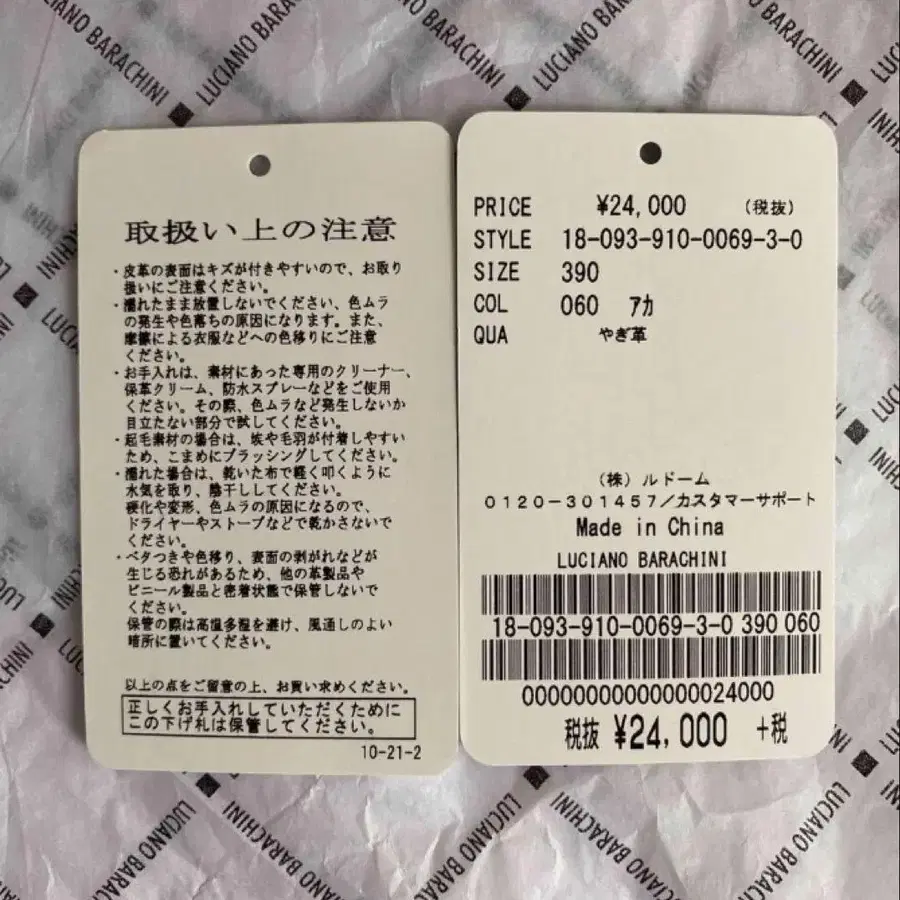 取扱い上の注意
・皮革の表面はキズが付きやすいので、お取り
扱いにご注意ください。
・濡れたまま放置しないでください、色ムラ
の発生や色落ちの原因になります。また、
摩擦による衣服などへの色移りにご注意
ください。
・お手入れは、素材にあった専用のクリーナー、
保革クリーム、防水スプレーなどをご使用
ください。その際、色ムラなど発生しないか
目立たない部分で試してください。
・起毛素材の場合は、埃や毛羽が付着しやすい
ため、こまめにブラッシングしてください。
・濡れた場合は、乾いた布で軽く叩くように
水気を取り、陰干ししてください。
硬化や変形、色ムラの原因になるので、
ドライヤーやストーブなどで乾かさないで
ください。
・ベタつきや色移り、表面の剥がれなどが
生じる恐れがあるため、他の革製品や
ビニール製品と密着状態で保管しないで
ください。
保管の際は高温多湿を避け、風通しのよい
暗所に置いてください。
以上の点をご留意の上、お買い求めください。
正しくお手入れしていただくために
この下げ札は保管してください。
10-21-2
PRICE ¥24,000 (税抜)
STYLE 18-093-910-0069-3-0
SIZE 390
COL 060 アカ
QUA やぎ革
(株)ルドーム
0120-301457/カスタマーサポート
Made in China
LUCIANO BARACHINI
18-093-910-0069-3-0 390 060
00000000000000024000
税抜 ¥24,000 +税
LUCIANO BARACHINI
LUCIANO BARACHINI
LUCIANO BARACHINI
LUCIANO BARACHINI
LUCIANO BARACHINI
LUCIANO BARACHINI
LUCIANO BARACHINI